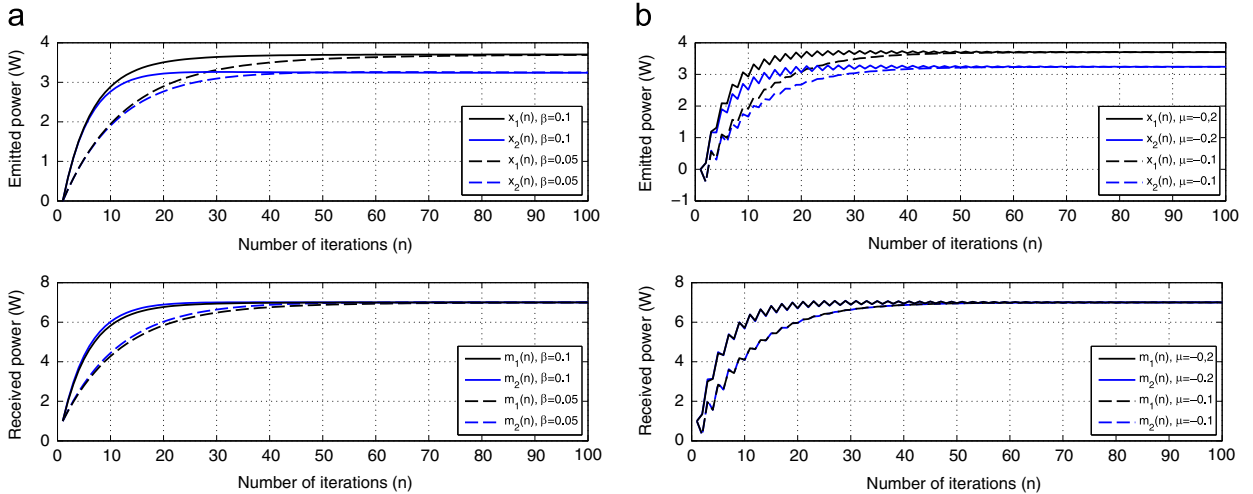 a
Emitted power (W)
4
3
2
1
0
0 10 20 30 40 50 60 70 80 90 100
Number of iterations (n)
x1(n), β=0.1
x2(n), β=0.1
x1(n), β=0.05
x2(n), β=0.05
Received power (W)
8
6
4
2
0
0 10 20 30 40 50 60 70 80 90 100
Number of iterations (n)
m1(n), β=0.1
m2(n), β=0.1
m1(n), β=0.05
m2(n), β=0.05
b
Emitted power (W)
4
3
2
1
0
−1
0 10 20 30 40 50 60 70 80 90 100
Number of iterations (n)
x1(n), μ=−0,2
x2(n), μ=−0.2
x1(n), μ=−0.1
x2(n), μ=−0.1
Received power (W)
8
6
4
2
0
0 10 20 30 40 50 60 70 80 90 100
Number of iterations (n)
m1(n), μ=−0,2
m2(n), μ=−0.2
m1(n), μ=−0.1
m2(n), μ=−0.1